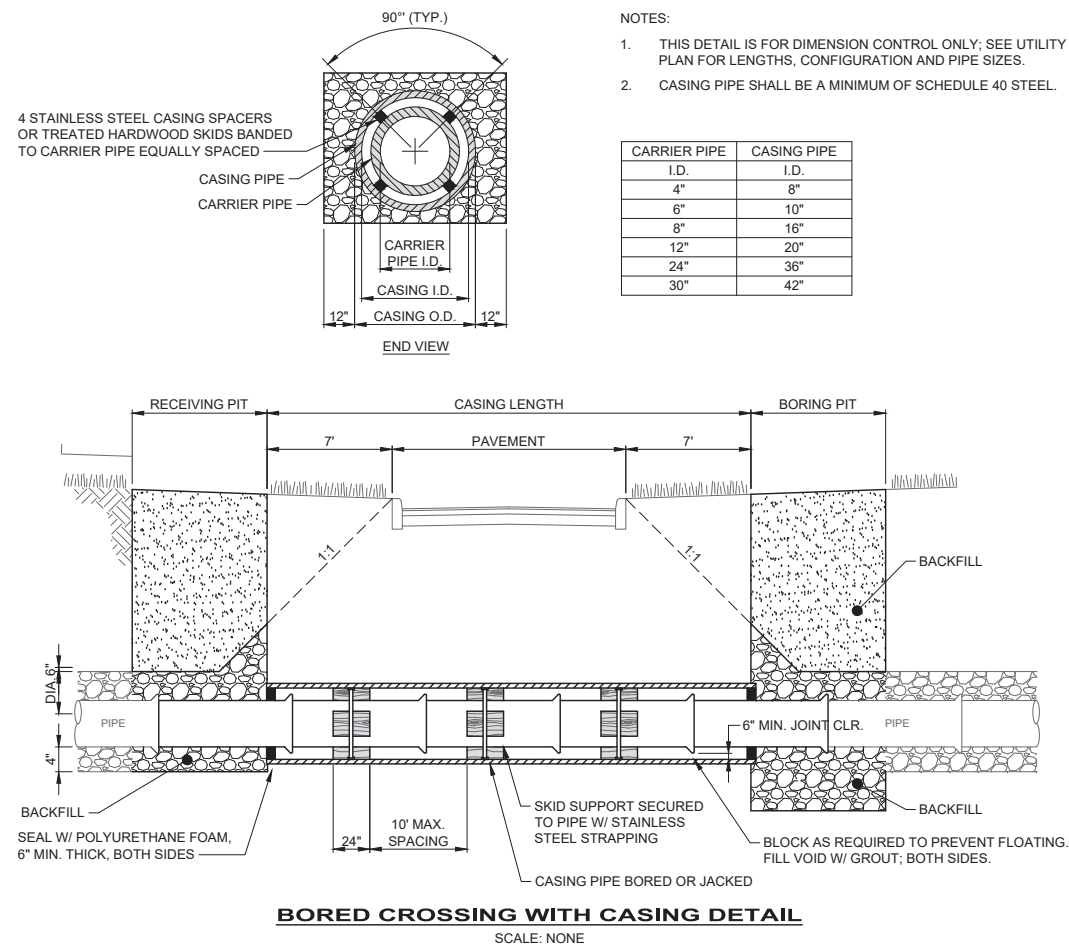 90°' (TYP.)
4 STAINLESS STEEL CASING SPACERS
OR TREATED HARDWOOD SKIDS BANDED
TO CARRIER PIPE EQUALLY SPACED
CASING PIPE
CARRIER PIPE
CARRIER
PIPE I.D.
CASING I.D.
12"
CASING O.D.
12"
END VIEW
NOTES:
1. THIS DETAIL IS FOR DIMENSION CONTROL ONLY; SEE UTILITY
PLAN FOR LENGTHS, CONFIGURATION AND PIPE SIZES.
2. CASING PIPE SHALL BE A MINIMUM OF SCHEDULE 40 STEEL.
CARRIER PIPE CASING PIPE
I.D. I.D.
4" 8"
6" 10"
8" 16"
12" 20"
24" 36"
30" 42"
RECEIVING PIT
CASING LENGTH
BORING PIT
7'
PAVEMENT
7'
1:1
1:1
BACKFILL
6"
DIA.
4"
PIPE
PIPE
6" MIN. JOINT CLR.
BACKFILL
SEAL W/ POLYURETHANE FOAM,
6" MIN. THICK, BOTH SIDES
24"
10' MAX.
SPACING
SKID SUPPORT SECURED
TO PIPE W/ STAINLESS
STEEL STRAPPING
CASING PIPE BORED OR JACKED
BACKFILL
BLOCK AS REQUIRED TO PREVENT FLOATING.
FILL VOID W/ GROUT; BOTH SIDES.
BORED CROSSING WITH CASING DETAIL
SCALE: NONE